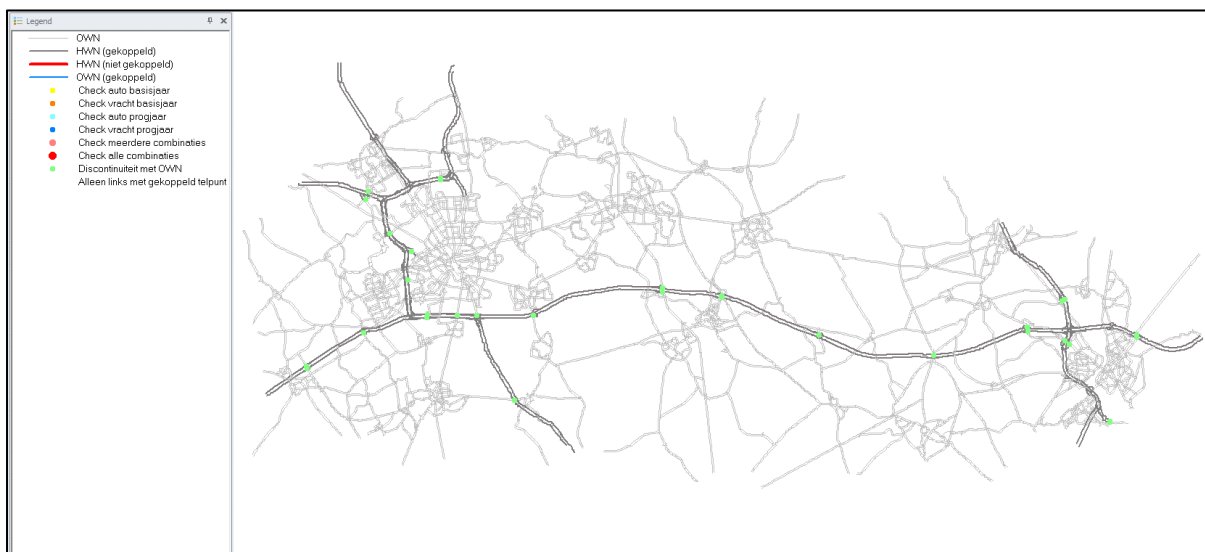 Legend
OWN
HWN (gekoppeld)
HWN (niet gekoppeld)
OWN (gekoppeld)
Check auto basisjaar
Check vracht basisjaar
Check auto progjaar
Check vracht progjaar
Check meerdere combinaties
Check alle combinaties
Discontinuiteit met OWN
Alleen links met gekoppeld telpunt